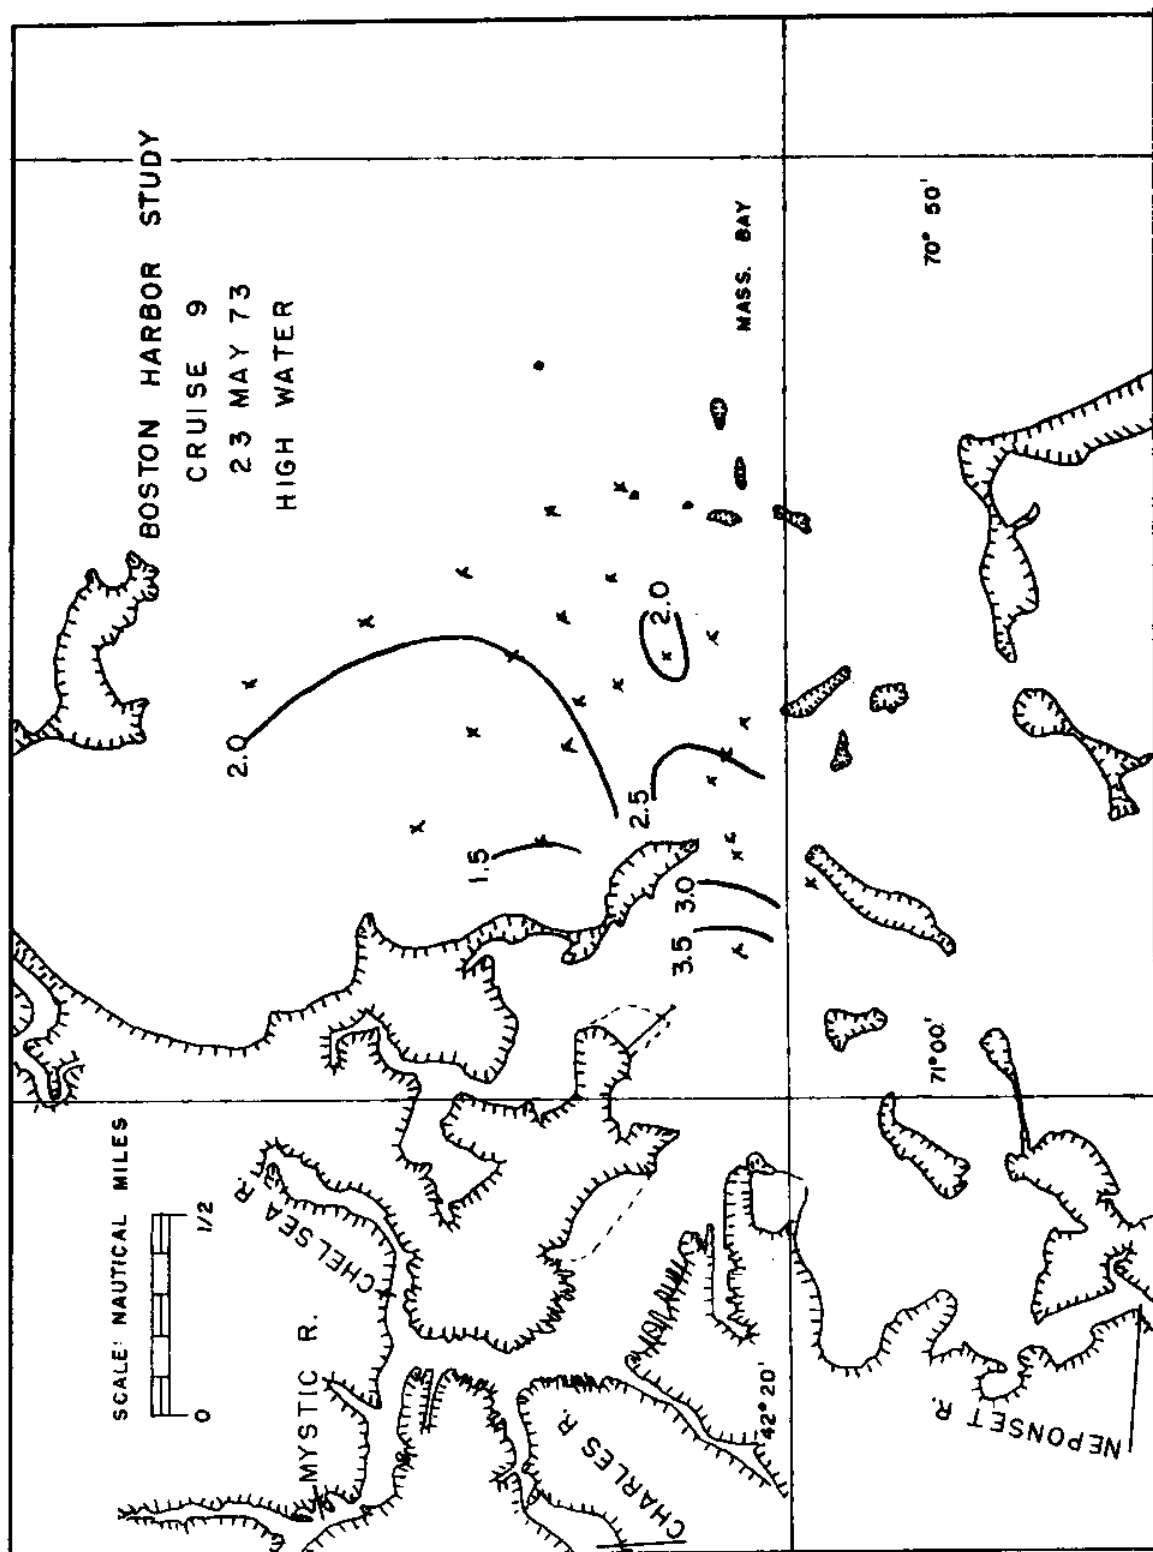 BOSTON HARBOR STUDY
CRUISE 9
23 MAY 73
HIGH WATER
SCALE: NAUTICAL MILES
0 1/2
MYSTIC R.
CHELSEA R.
CHARLES R.
NEPONSET R.
MASS. BAY
42° 20'
71° 00'
70° 50'
2.0
1.5
2.0
2.5
3.0
3.5